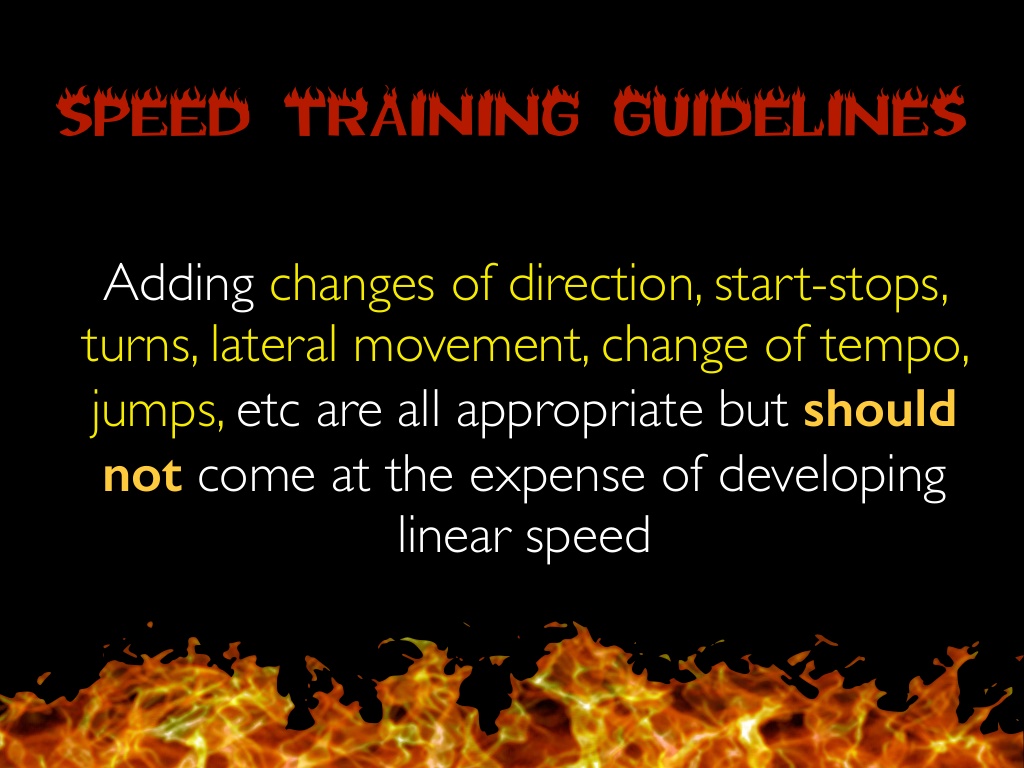 SPEED TRAINING GUIDELINES
Adding changes of direction, start-stops,
turns, lateral movement, change of tempo,
jumps, etc are all appropriate but should
not come at the expense of developing
linear speed